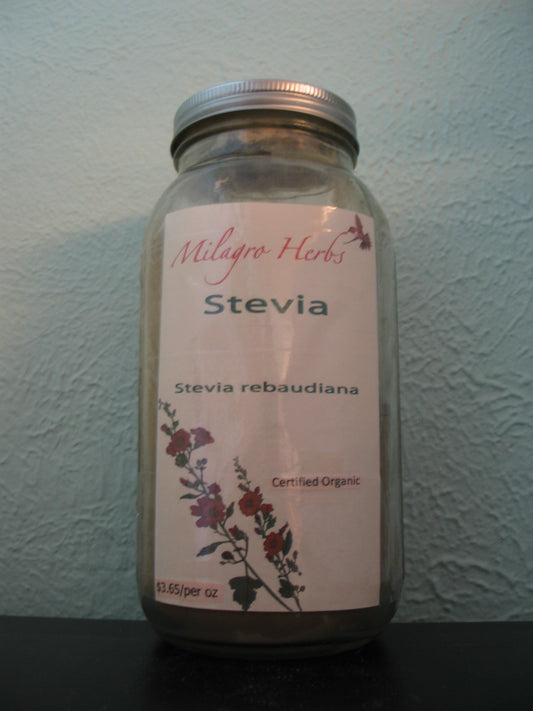 Milagro Herbs
Stevia
Stevia rebaudiana
Certified Organic
$3.65/per oz